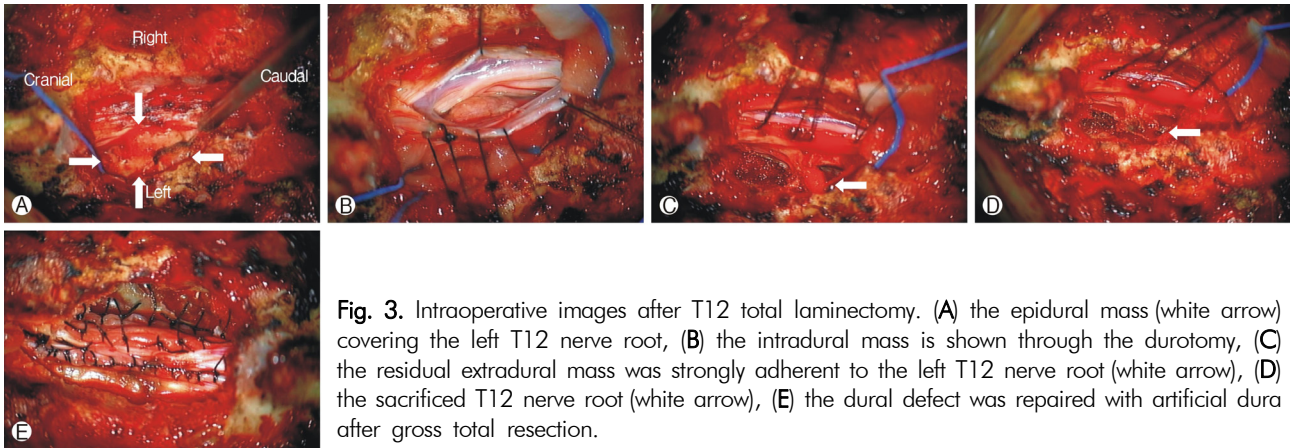 Right
Cranial
Caudal
Left
A
B
C
D
E
Fig. 3. Intraoperative images after T12 total laminectomy. (A) the epidural mass (white arrow)
covering the left T12 nerve root, (B) the intradural mass is shown through the durotomy, (C)
the residual extradural mass was strongly adherent to the left T12 nerve root (white arrow), (D)
the sacrificed T12 nerve root (white arrow), (E) the dural defect was repaired with artificial dura
after gross total resection.